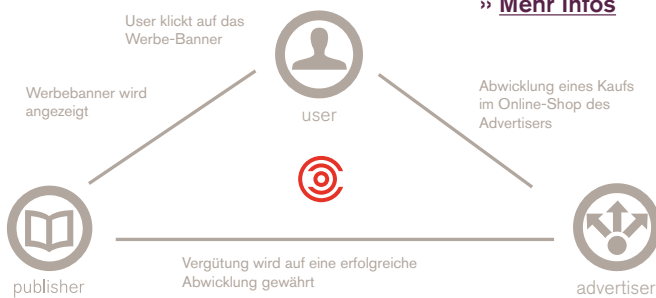 ›› Mehr Infos
User klickt auf das
Werbe-Banner
Werbebanner wird
angezeigt
user
Abwicklung eines Kaufs
im Online-Shop des
Advertisers
publisher
Vergütung wird auf eine erfolgreiche
Abwicklung gewährt
advertiser